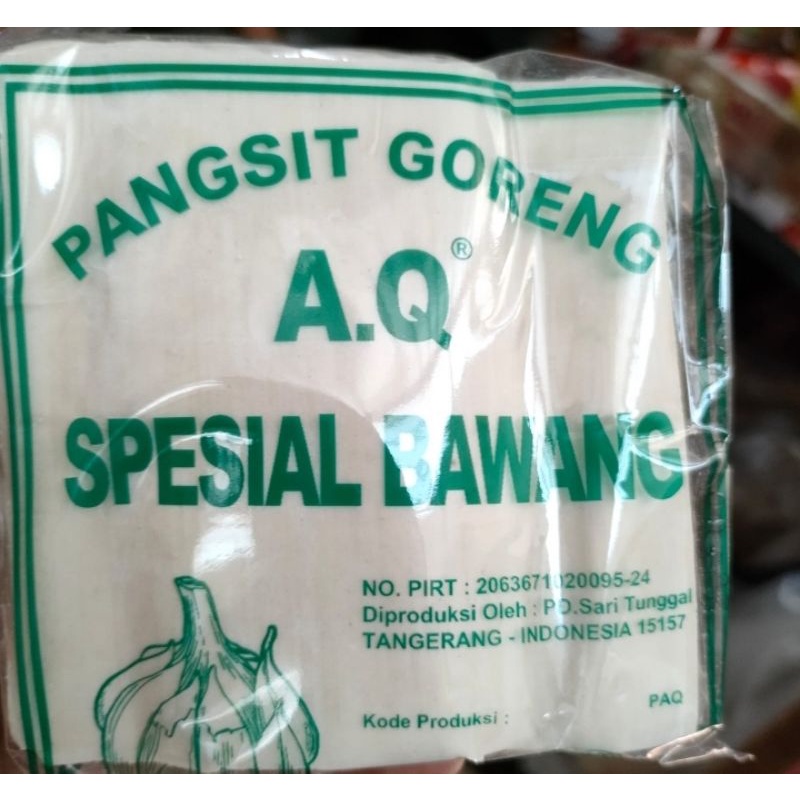 PANGSIT GORENG
A.Q®
SPESIAL BAWANG
NO. PIRT : 2063671020095-24
Diproduksi Oleh : PD.Sari Tunggal
TANGERANG - INDONESIA 15157
PAQ
Kode Produksi :